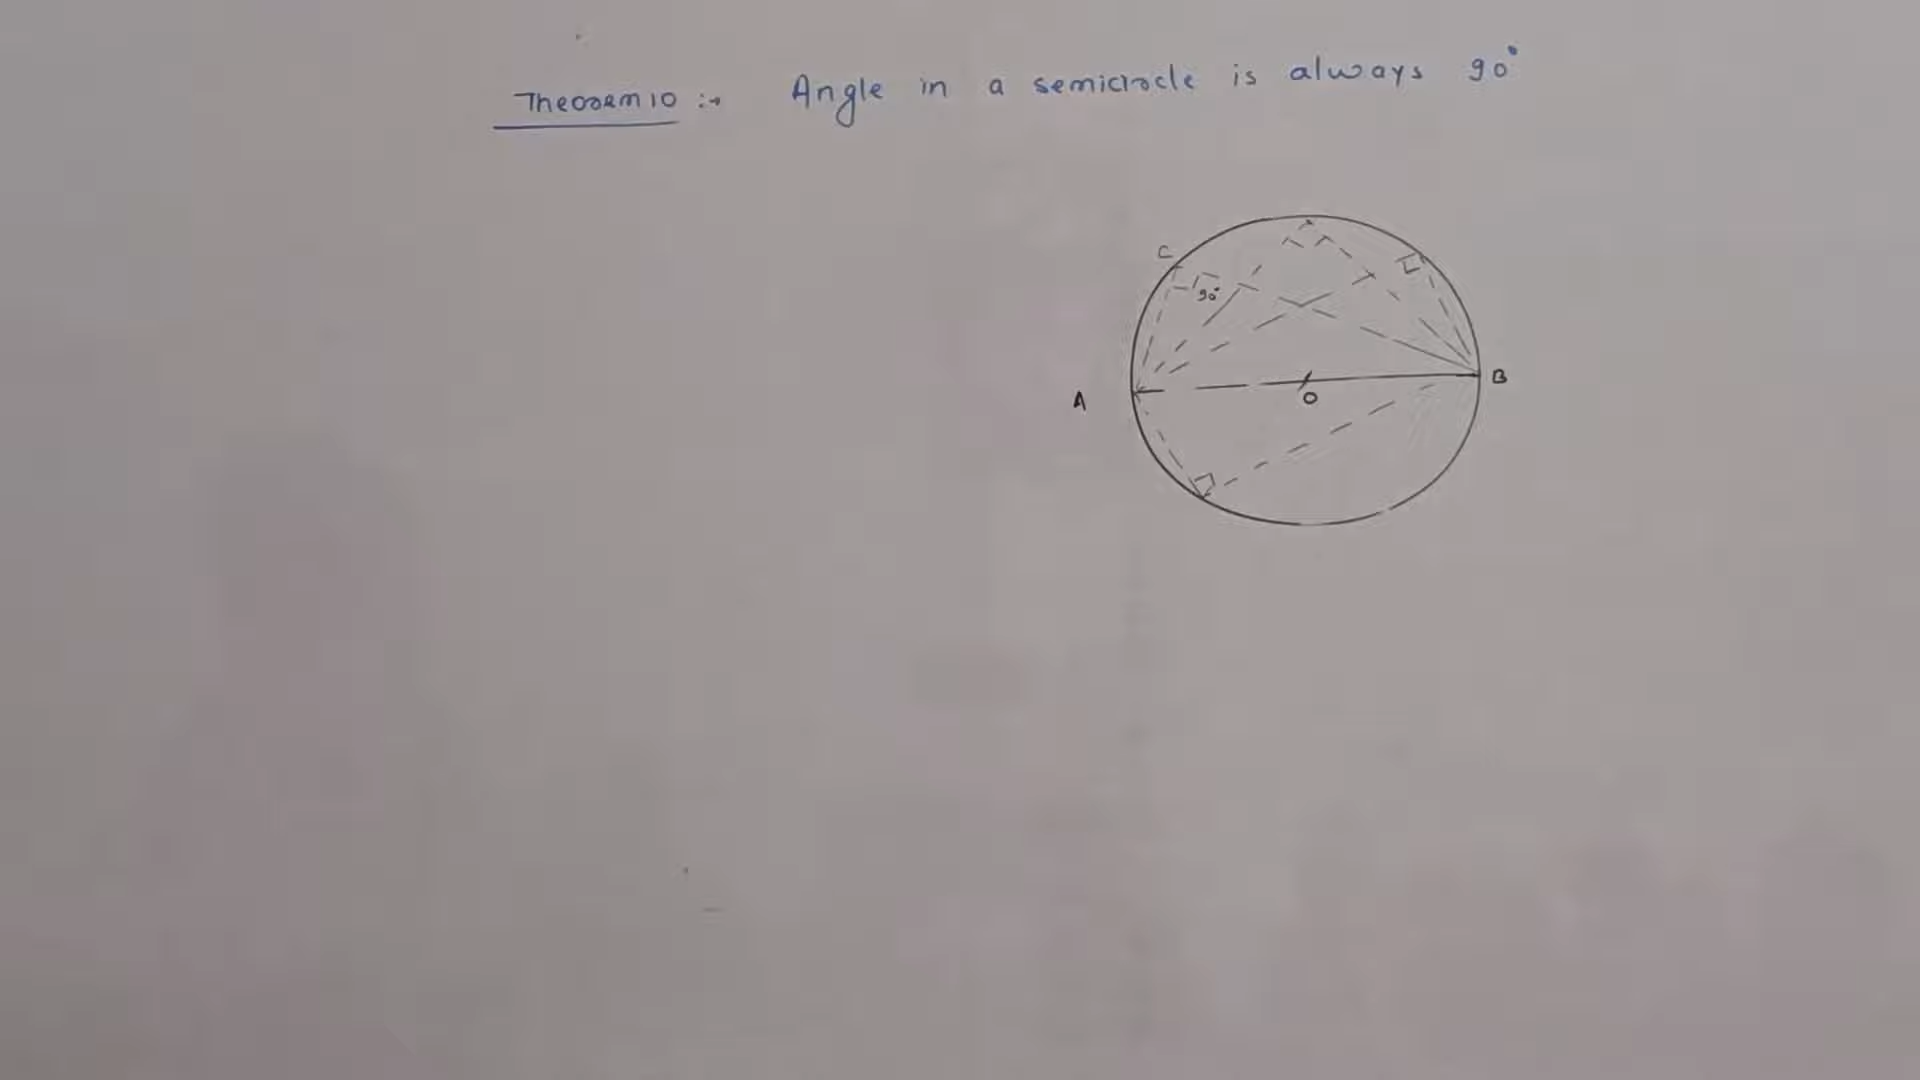 Theorem 10 :→ Angle in a semicircle is always 90°
C
90°
A
O
B